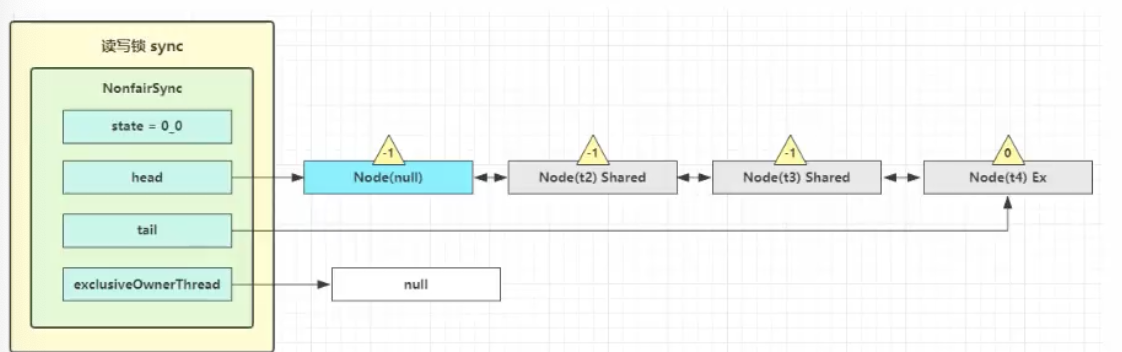 读写锁 sync
NonfairSync
state = 0_0
head
tail
exclusiveOwnerThread
-1
Node(null)
-1
Node(t2) Shared
-1
Node(t3) Shared
0
Node(t4) Ex
null